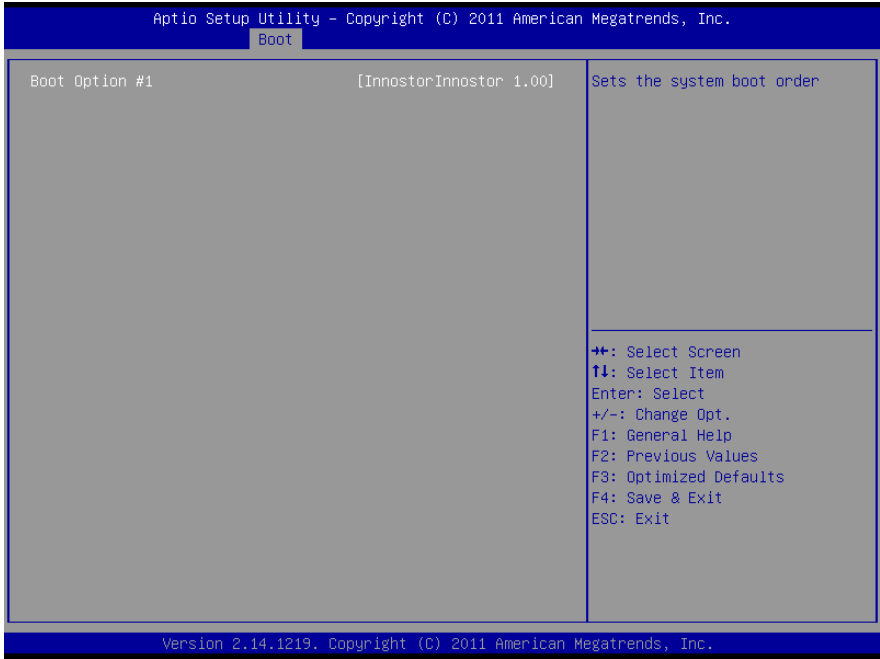 Aptio Setup Utility – Copyright (C) 2011 American Megatrends, Inc.
Boot
Boot Option #1 [InnostorInnostor 1.00]
Sets the system boot order
→←: Select Screen
↑↓: Select Item
Enter: Select
+/-: Change Opt.
F1: General Help
F2: Previous Values
F3: Optimized Defaults
F4: Save & Exit
ESC: Exit
Version 2.14.1219. Copyright (C) 2011 American Megatrends, Inc.